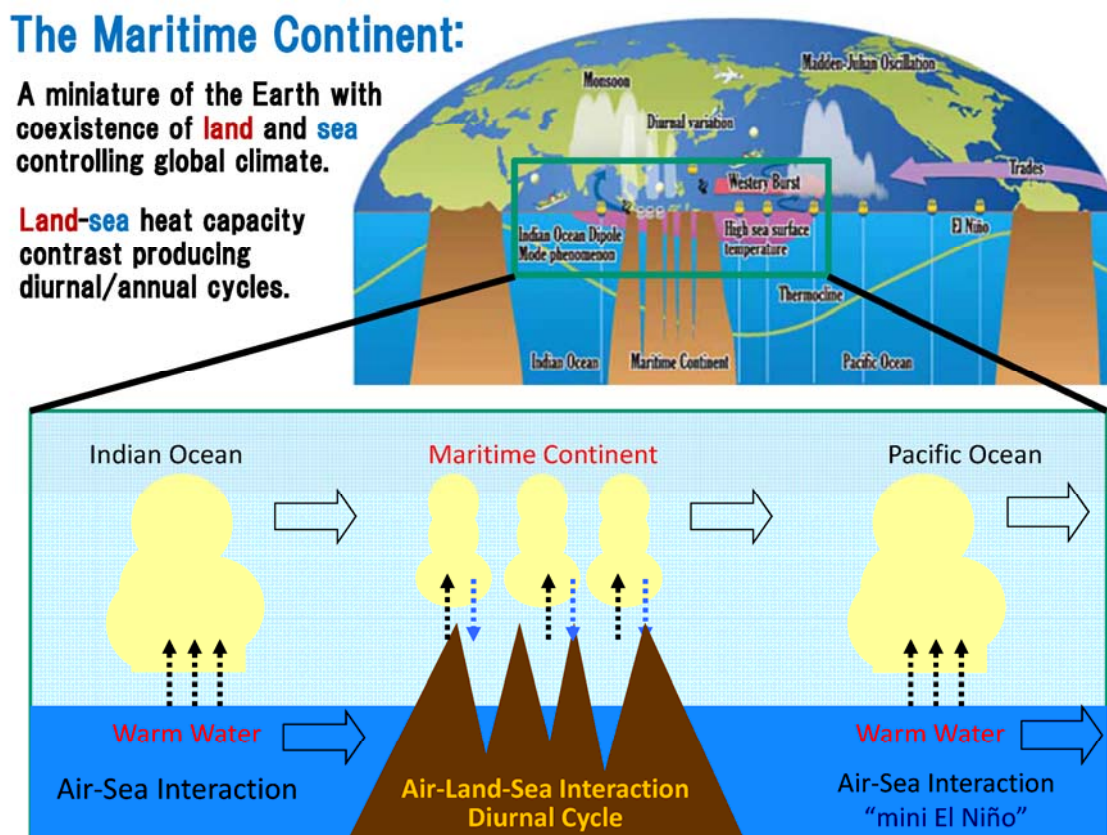 The Maritime Continent:
A miniature of the Earth with
coexistence of land and sea
controlling global climate.
Land-sea heat capacity
contrast producing
diurnal/annual cycles.
Madden-Julian Oscillation
Monsoon
Diurnal variation
Trades
Westery Burst
Indian Ocean Dipole
Mode phenomenon
High sea surface
temperature
El Niño
Thermocline
Indian Ocean
Maritime Continent
Pacific Ocean
Indian Ocean
Maritime Continent
Pacific Ocean
Warm Water
Air-Sea Interaction
Air-Land-Sea Interaction
Diurnal Cycle
Warm Water
Air-Sea Interaction
“mini El Niño”